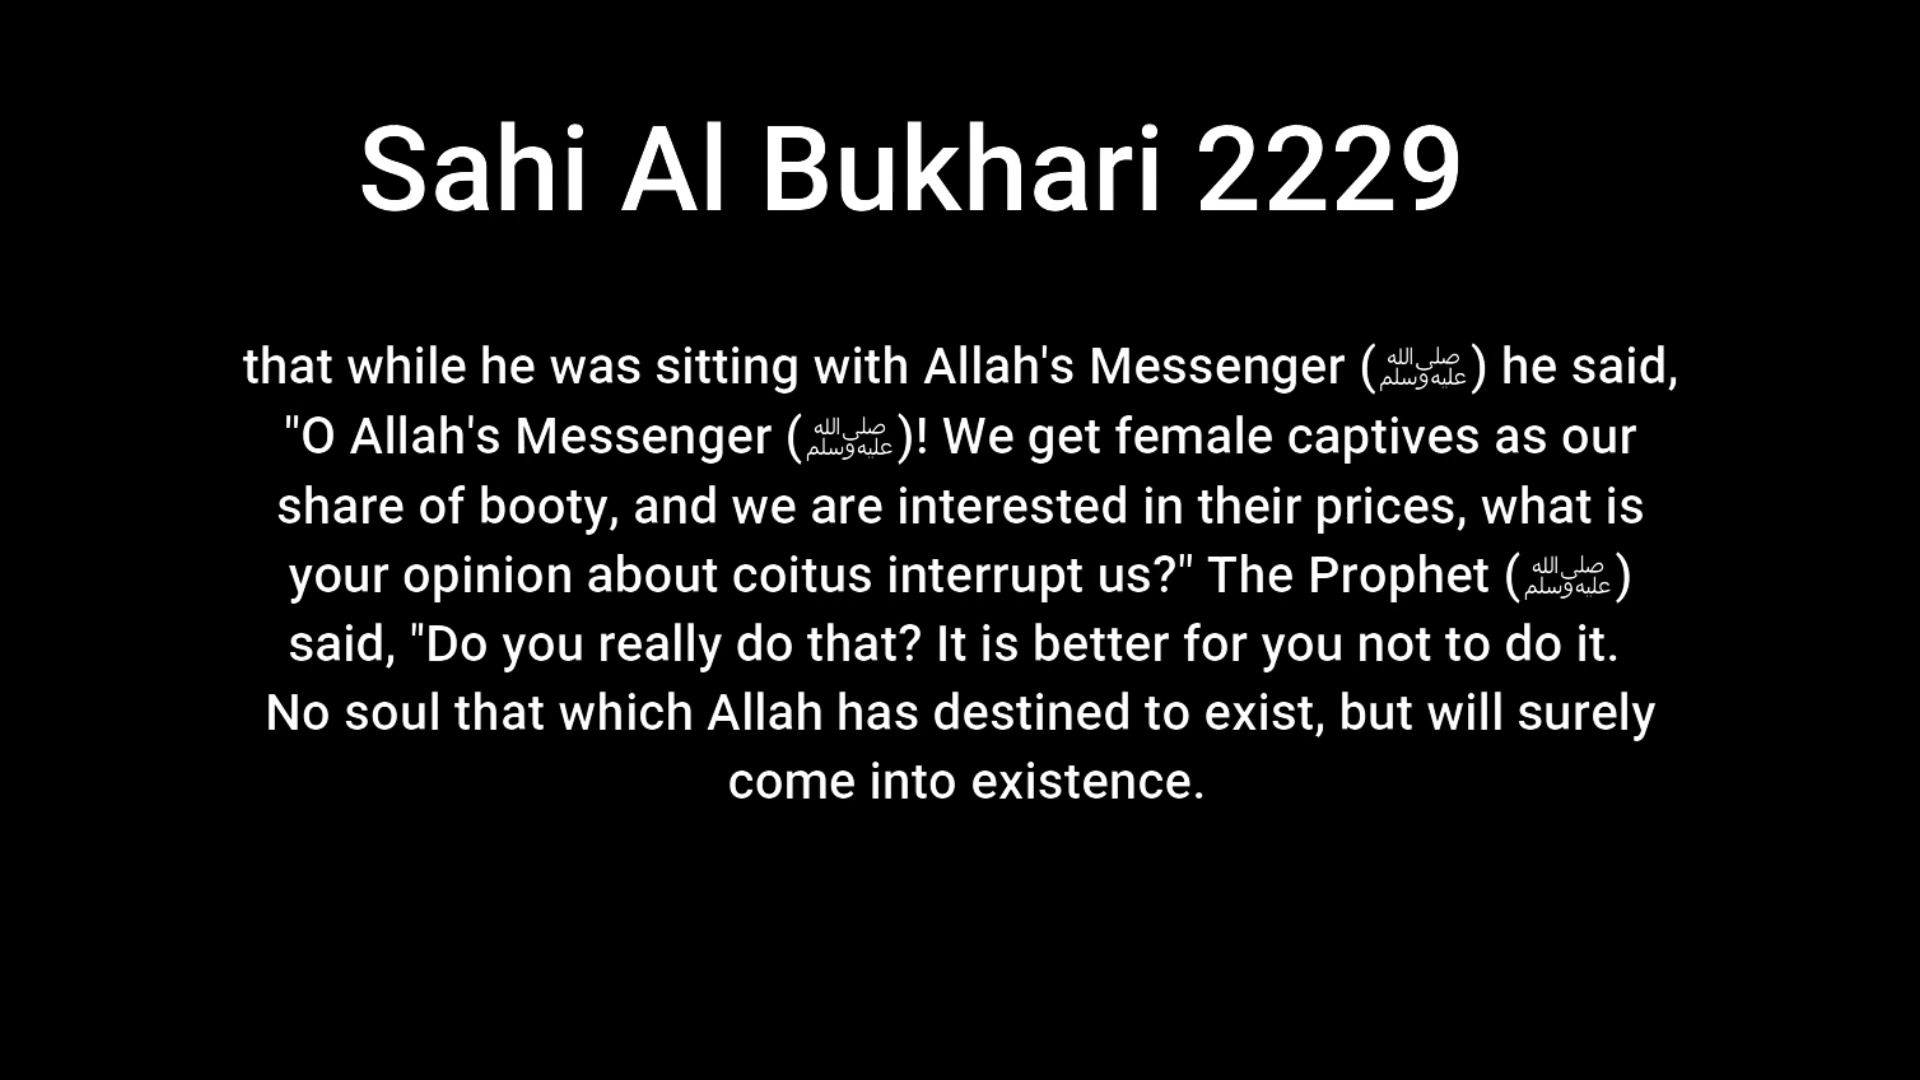 Sahi Al Bukhari 2229
that while he was sitting with Allah's Messenger (ﷺ) he said,
"O Allah's Messenger (ﷺ)! We get female captives as our
share of booty, and we are interested in their prices, what is
your opinion about coitus interrupt us?" The Prophet (ﷺ)
said, "Do you really do that? It is better for you not to do it.
No soul that which Allah has destined to exist, but will surely
come into existence.